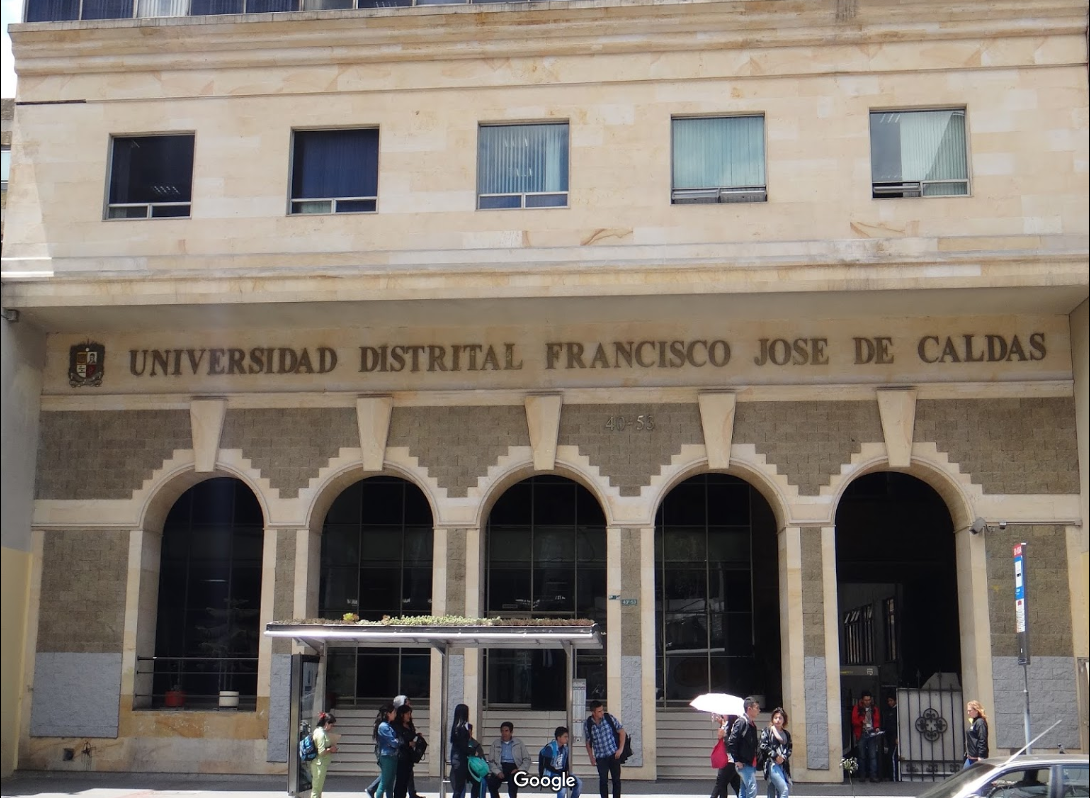 UNIVERSIDAD DISTRITAL FRANCISCO JOSE DE CALDAS
40-53
Google